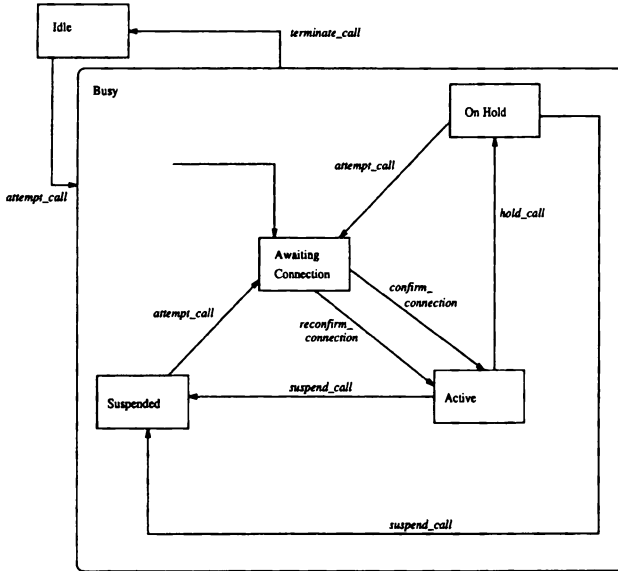 Idle
terminate_call
Busy
On Hold
attempt_call
attempt_call
hold_call
Awaiting
Connection
confirm_
connection
attempt_call
reconfirm_
connection
suspend_call
Suspended
Active
suspend_call